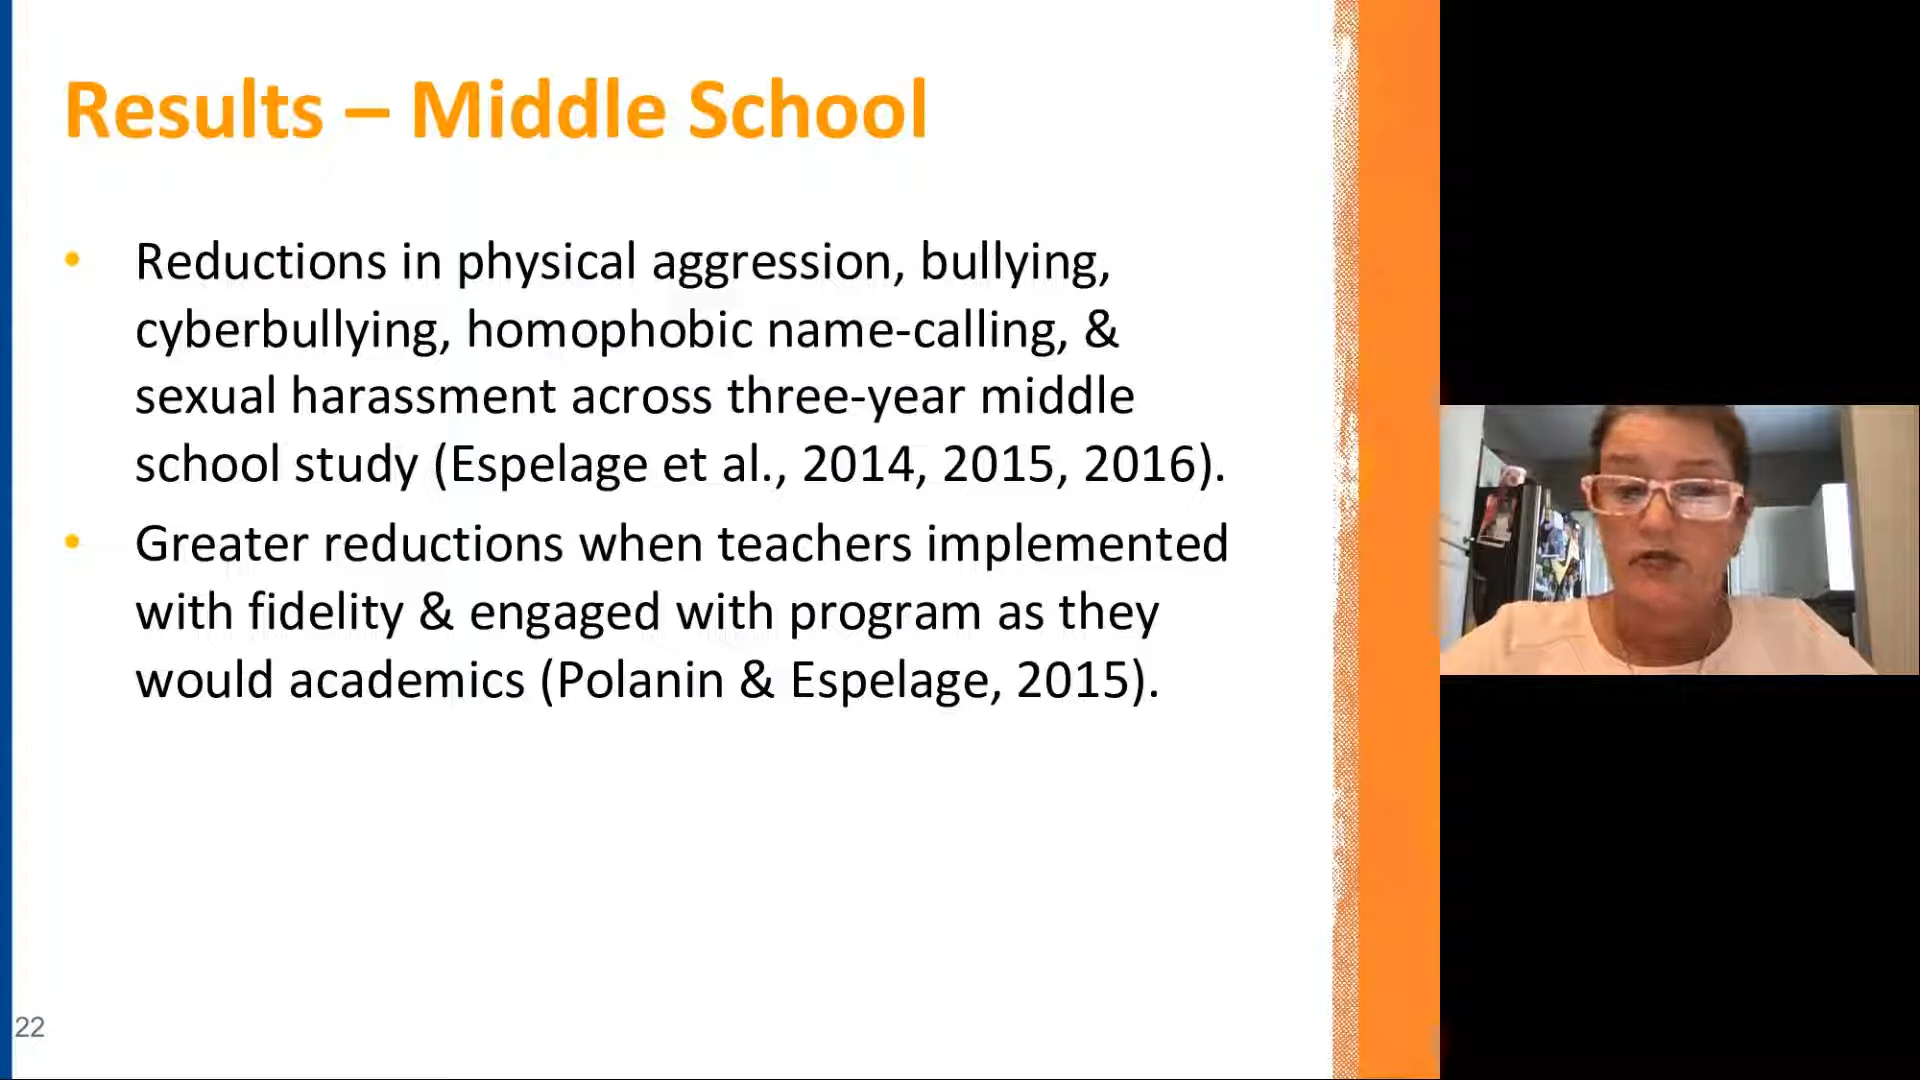 Results – Middle School
• Reductions in physical aggression, bullying,
cyberbullying, homophobic name-calling, &
sexual harassment across three-year middle
school study (Espelage et al., 2014, 2015, 2016).
• Greater reductions when teachers implemented
with fidelity & engaged with program as they
would academics (Polanin & Espelage, 2015).
22